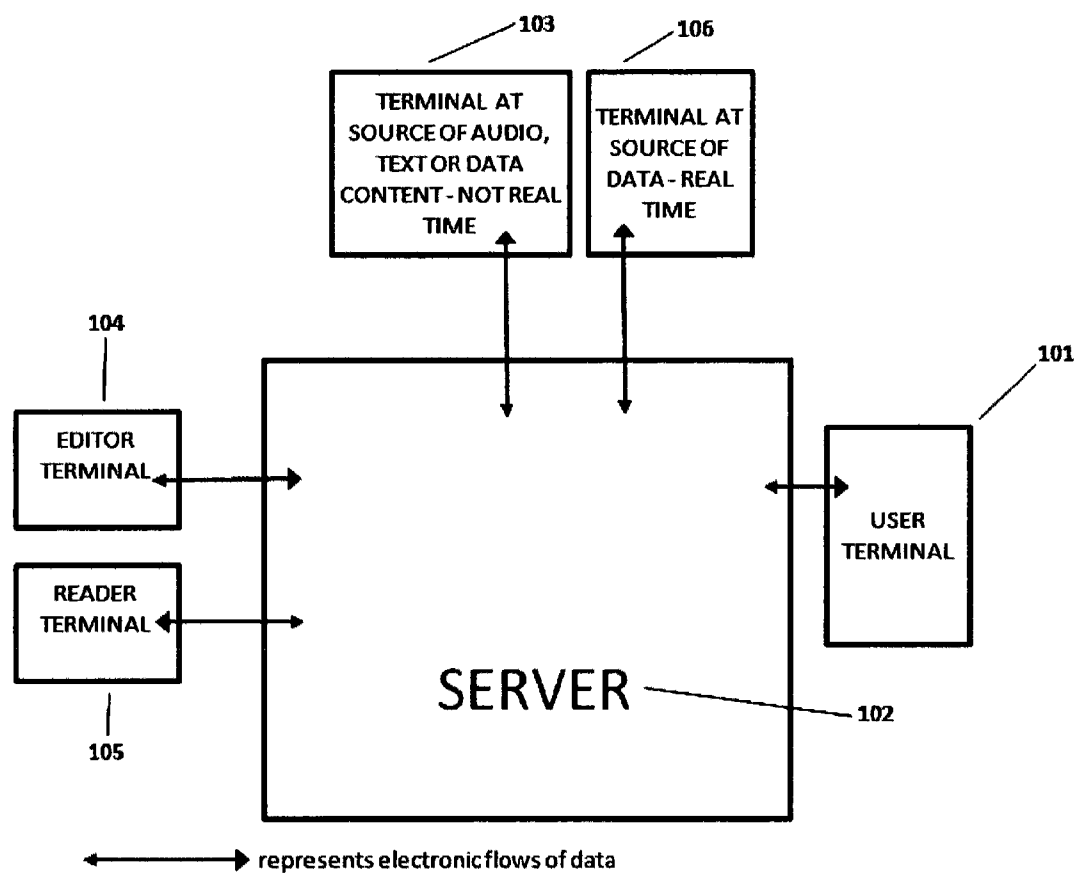 103
106
TERMINAL AT
SOURCE OF AUDIO,
TEXT OR DATA
CONTENT - NOT REAL
TIME
TERMINAL AT
SOURCE OF
DATA - REAL
TIME
104
101
EDITOR
TERMINAL
USER
TERMINAL
READER
TERMINAL
SERVER
102
105
represents electronic flows of data